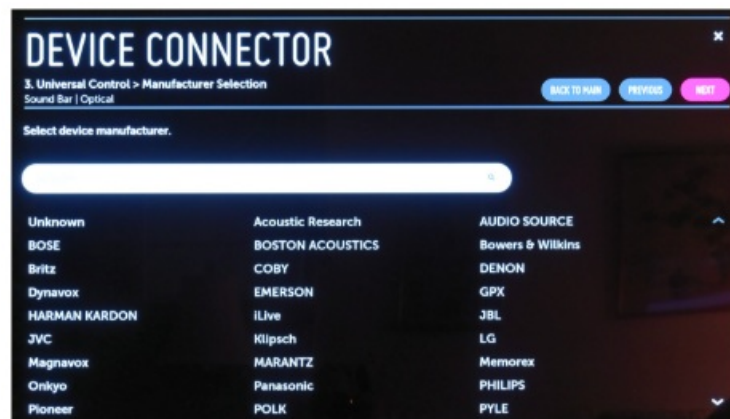 DEVICE CONNECTOR
3. Universal Control > Manufacturer Selection
Sound Bar | Optical
BACK TO MAIN PREVIOUS NEXT
Select device manufacturer.
Unknown Acoustic Research AUDIO SOURCE
BOSE BOSTON ACOUSTICS Bowers & Wilkins
Britz COBY DENON
Dynavox EMERSON GPX
HARMAN KARDON iLive JBL
JVC Klipsch LG
Magnavox MARANTZ Memorex
Onkyo Panasonic PHILIPS
Pioneer POLK PYLE